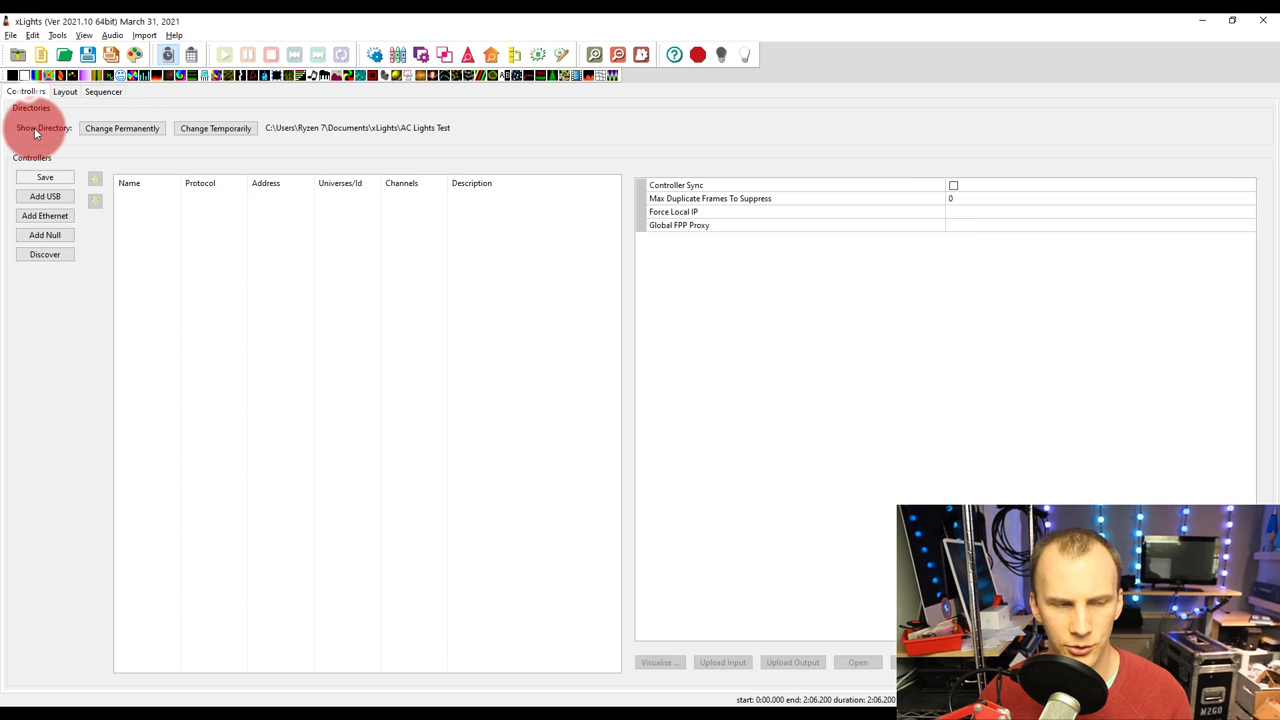 xLights (Ver 2021.10 64bit) March 31, 2021
File Edit Tools View Audio Import Help
Controllers Layout Sequencer
Directories
Show Directory: Change Permanently Change Temporarily C:\Users\Ryzen 7\Documents\xLights\AC Lights Test
Controllers
Save
Add USB
Add Ethernet
Add Null
Discover
Name Protocol Address Universes/Id Channels Description
Controller Sync
Max Duplicate Frames To Suppress 0
Force Local IP
Global FPP Proxy
Visualise ... Upload Input Upload Output Open
start: 0:00.000 end: 2:06.200 duration: 2:06.200
M260